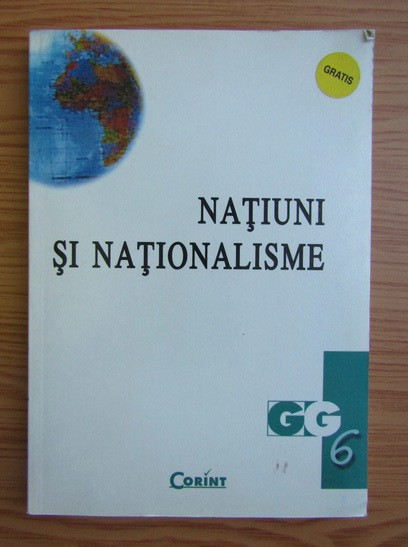 GRATIS
NAŢIUNI
ŞI NAŢIONALISME
GG
6
CORINT